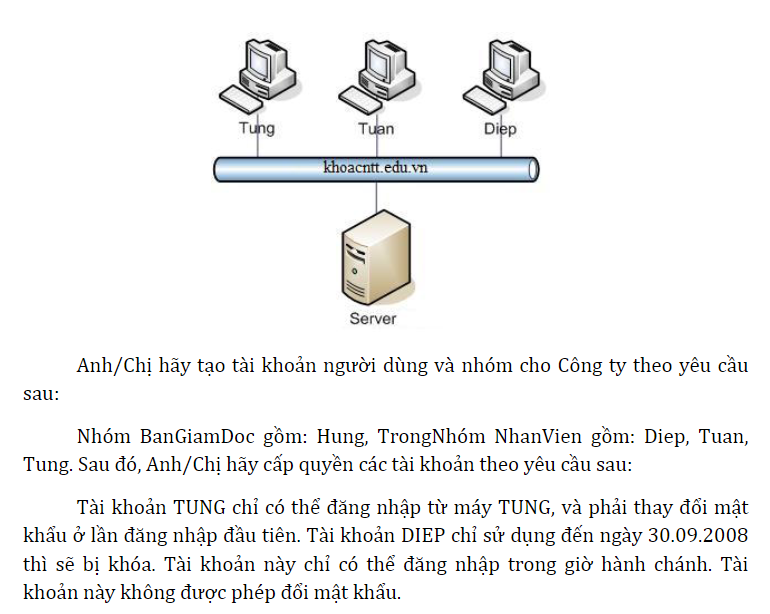 Tung Tuan Diep
khoacntt.edu.vn
Server
Anh/Chị hãy tạo tài khoản người dùng và nhóm cho Công ty theo yêu cầu
sau:
Nhóm BanGiamDoc gồm: Hung, TrongNhóm NhanVien gồm: Diep, Tuan,
Tung. Sau đó, Anh/Chị hãy cấp quyền các tài khoản theo yêu cầu sau:
Tài khoản TUNG chỉ có thể đăng nhập từ máy TUNG, và phải thay đổi mật
khẩu ở lần đăng nhập đầu tiên. Tài khoản DIEP chỉ sử dụng đến ngày 30.09.2008
thì sẽ bị khóa. Tài khoản này chỉ có thể đăng nhập trong giờ hành chánh. Tài
khoản này không được phép đổi mật khẩu.